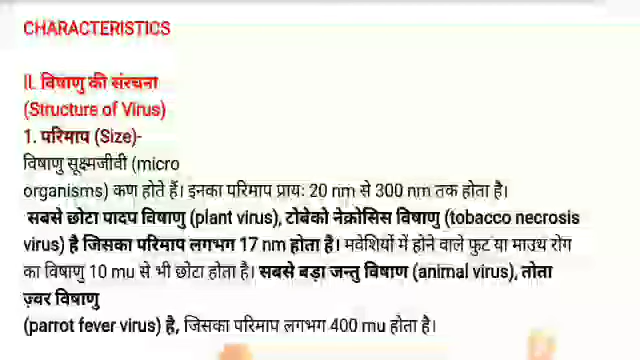 CHARACTERISTICS
II. विषाणु की संरचना
(Structure of Virus)
1. परिमाप (Size)-
विषाणु सूक्ष्मजीवी (micro
organisms) कण होते हैं। इनका परिमाप प्रायः 20 nm से 300 nm तक होता है।
सबसे छोटा पादप विषाणु (plant virus), टोबेको नेक्रोसिस विषाणु (tobacco necrosis
virus) है जिसका परिमाप लगभग 17 nm होता है। मवेशियों में होने वाले फुट या माउथ रोग
का विषाणु 10 mu से भी छोटा होता है। सबसे बड़ा जन्तु विषाण (animal virus), तोता
ज़्वर विषाणु
(parrot fever virus) है, जिसका परिमाप लगभग 400 mu होता है।